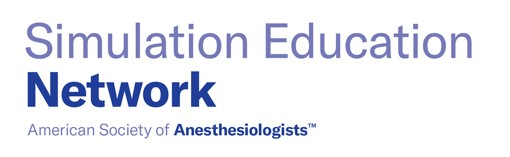 Simulation Education
Network
American Society of Anesthesiologists™